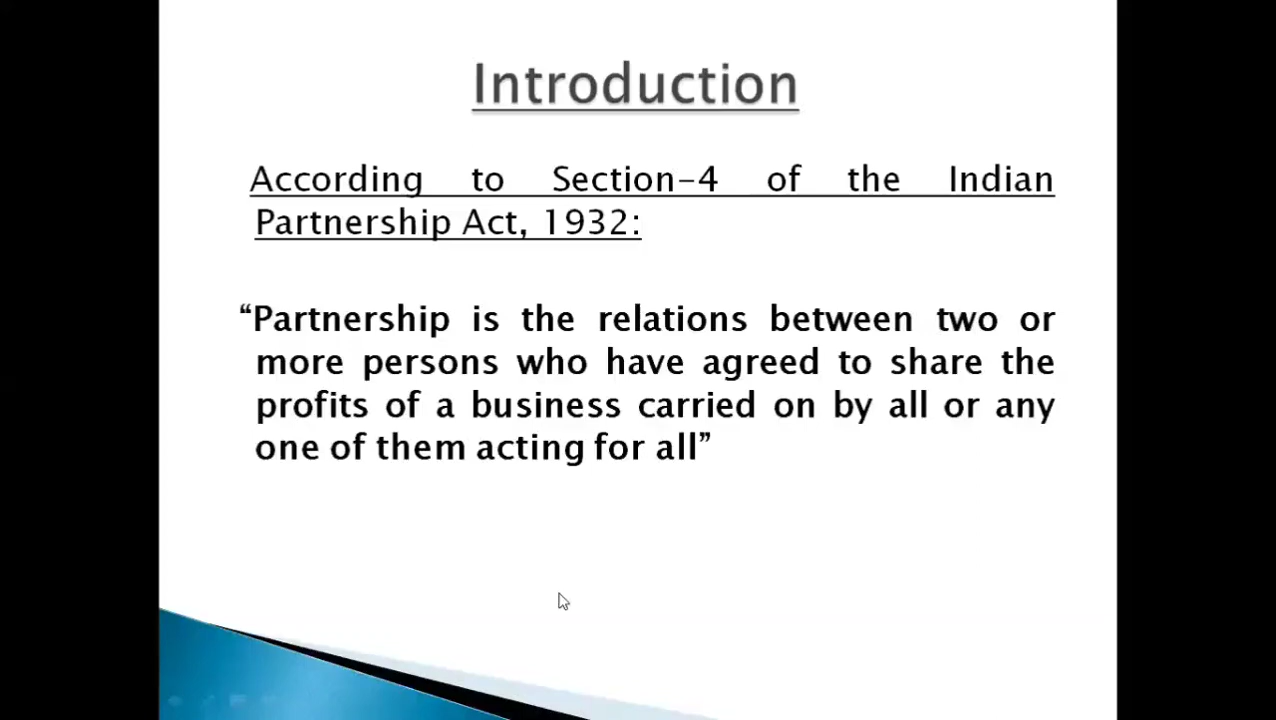 Introduction
According to Section-4 of the Indian
Partnership Act, 1932:
“Partnership is the relations between two or
more persons who have agreed to share the
profits of a business carried on by all or any
one of them acting for all”